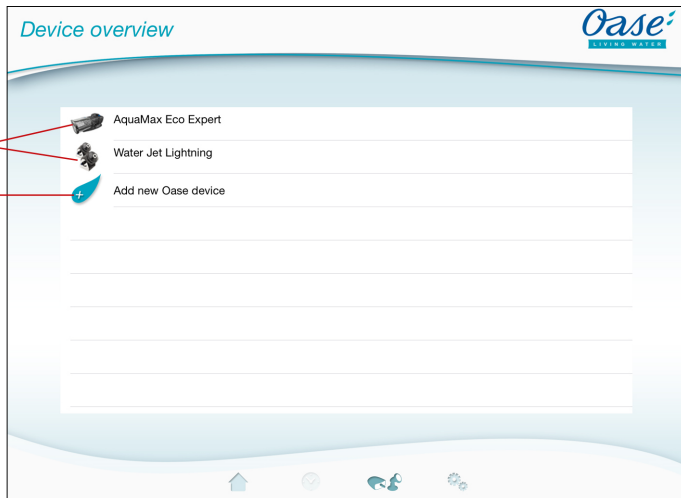 Device overview
Oase
LIVING WATER
AquaMax Eco Expert
Water Jet Lightning
Add new Oase device